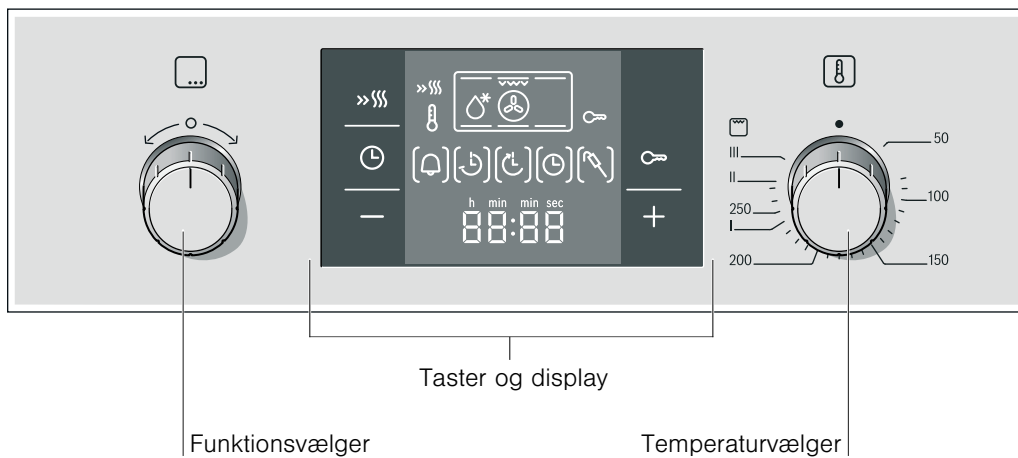 h min min sec
88:88
50
100
150
200
250
I
II
III
Taster og display
Funktionsvælger
Temperaturvælger